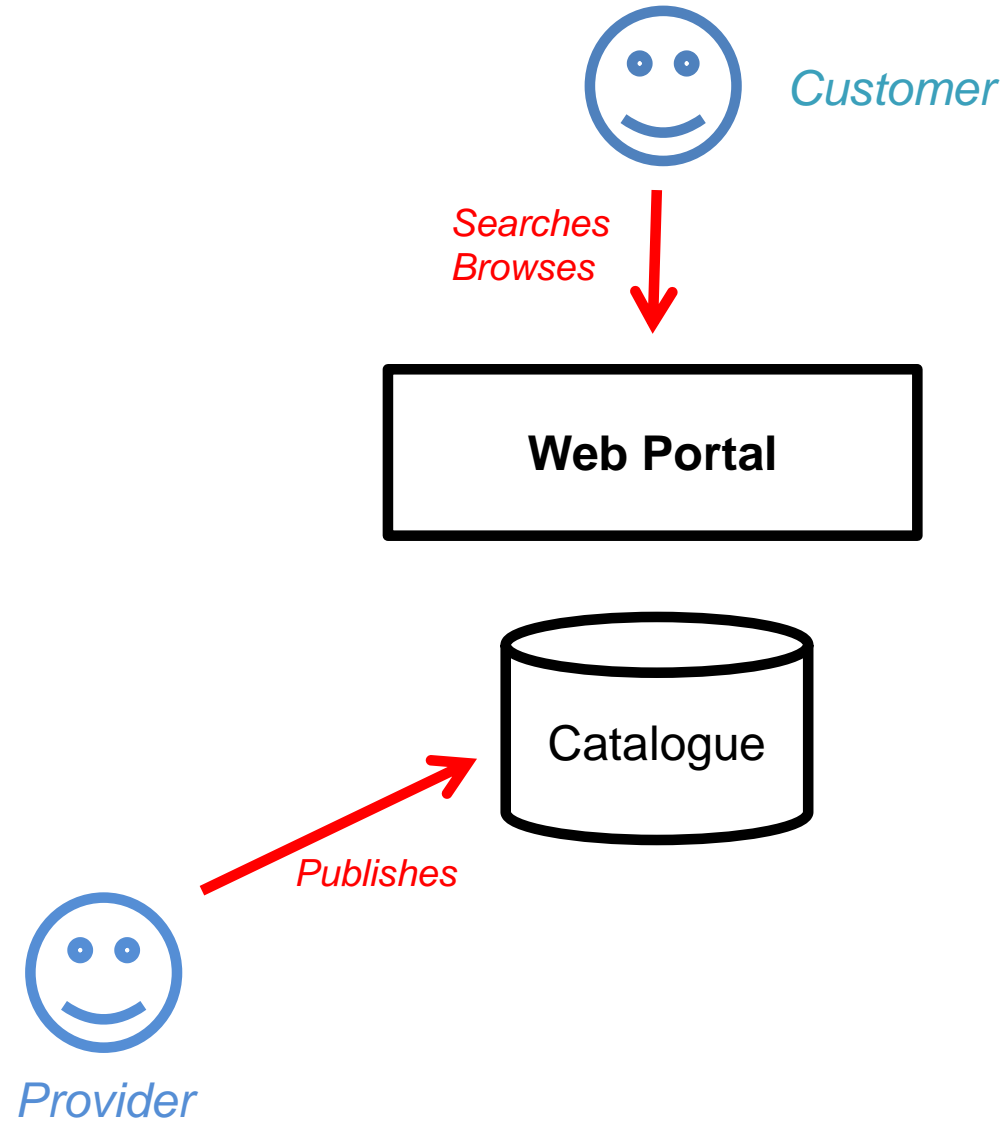 Customer
Searches
Browses
Web Portal
Catalogue
Publishes
Provider